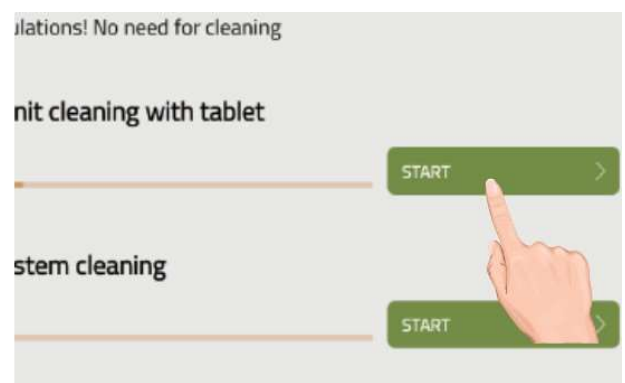 ulations! No need for cleaning
nit cleaning with tablet
START
stem cleaning
START